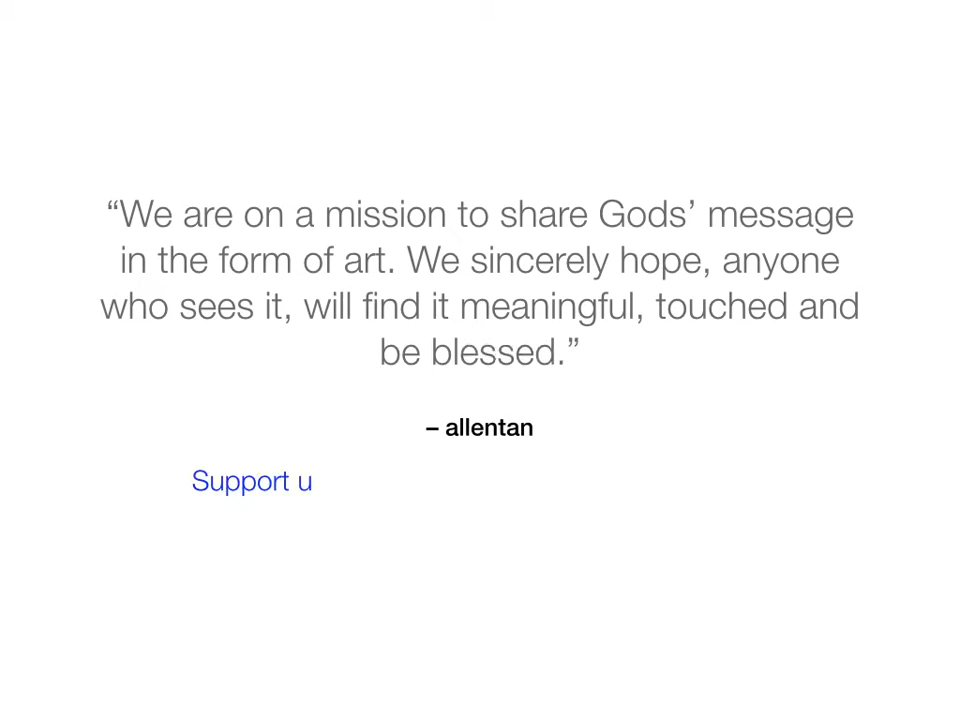 “We are on a mission to share Gods’ message
in the form of art. We sincerely hope, anyone
who sees it, will find it meaningful, touched and
be blessed.”
– allentan
Support u